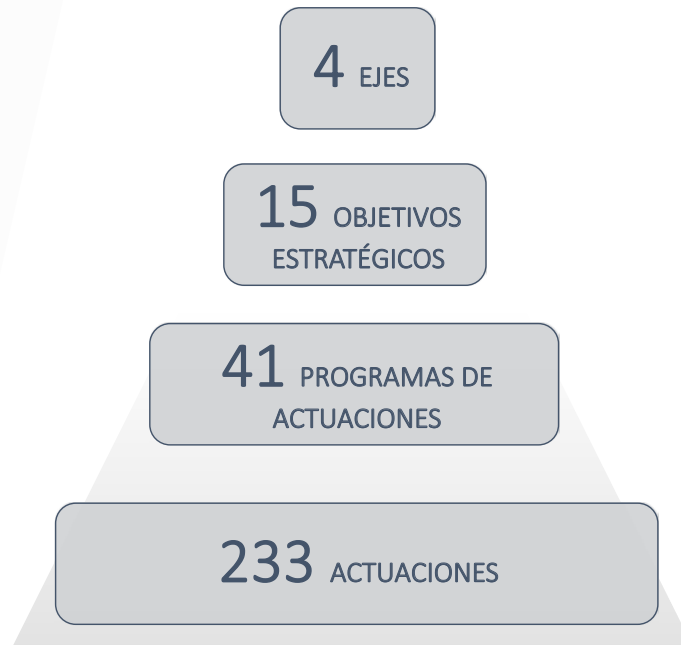 4 EJES
15 OBJETIVOS
ESTRATÉGICOS
41 PROGRAMAS DE
ACTUACIONES
233 ACTUACIONES